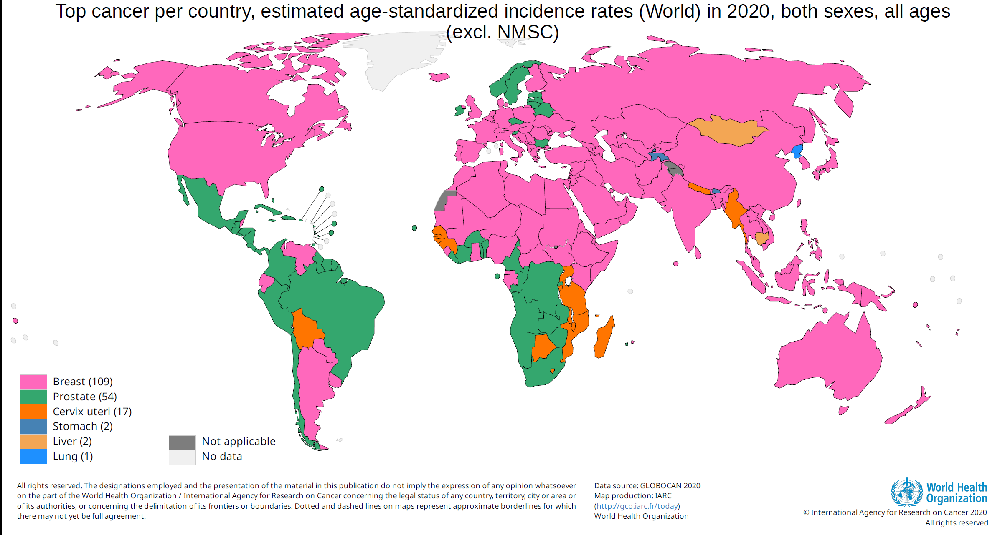 Top cancer per country, estimated age-standardized incidence rates (World) in 2020, both sexes, all ages
(excl. NMSC)
Breast (109)
Prostate (54)
Cervix uteri (17)
Stomach (2)
Liver (2)
Lung (1)
Not applicable
No data
All rights reserved. The designations employed and the presentation of the material in this publication do not imply the expression of any opinion whatsoever
on the part of the World Health Organization / International Agency for Research on Cancer concerning the legal status of any country, territory, city or area or
of its authorities, or concerning the delimitation of its frontiers or boundaries. Dotted and dashed lines on maps represent approximate borderlines for which
there may not yet be full agreement.
Data source: GLOBOCAN 2020
Map production: IARC
(http://gco.iarc.fr/today)
World Health Organization
World Health
Organization
© International Agency for Research on Cancer 2020
All rights reserved